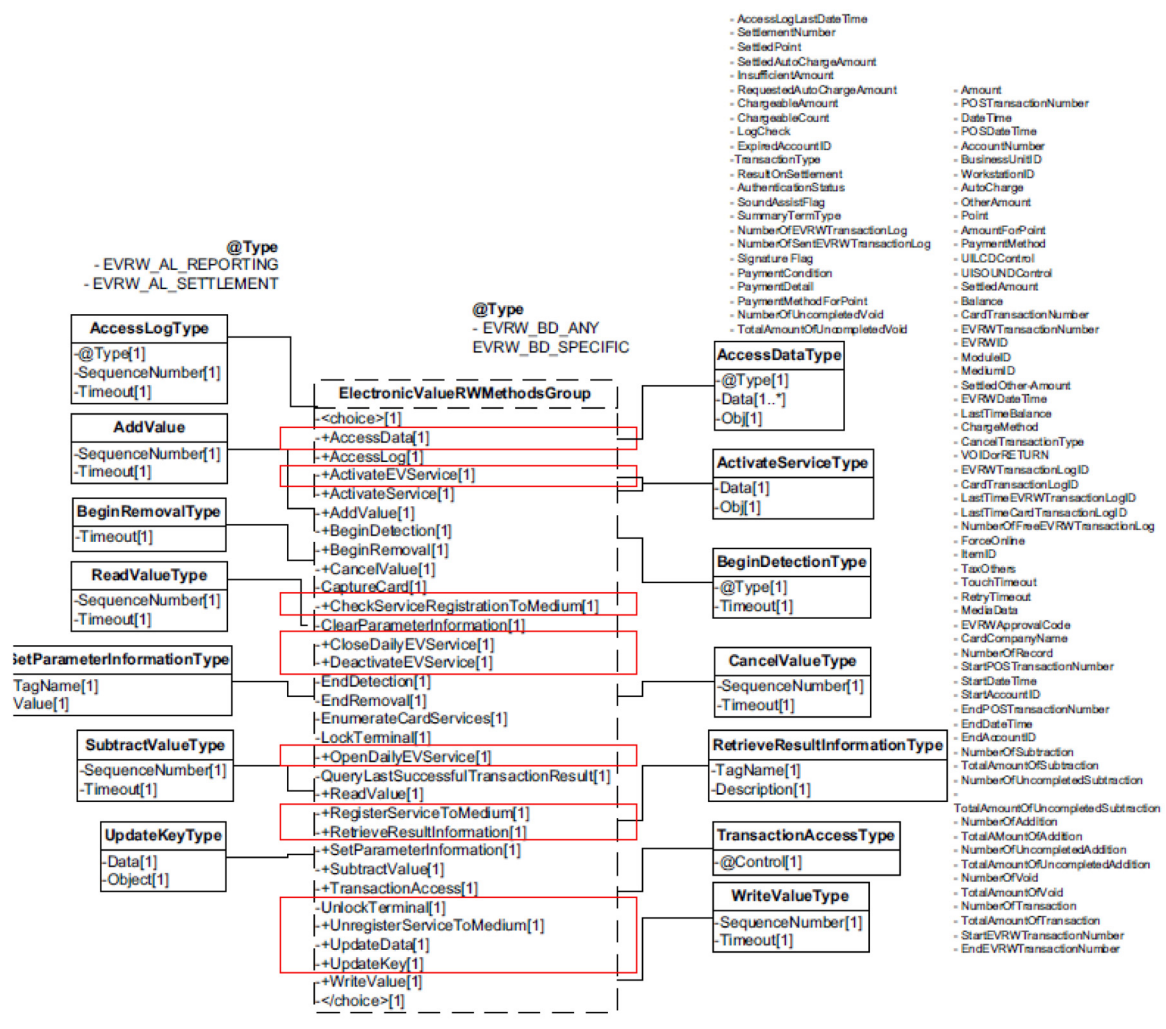 - AccessLogLastDateTime
- SettlementNumber
- SettledPoint
- SettledAutoChargeAmount
- InsufficientAmount
- RequestedAutoChargeAmount
- ChargeableAmount
- ChargeableCount
- LogCheck
- ExpiredAccountID
-TransactionType
- ResultOnSettlement
- AuthenticationStatus
- SoundAssistFlag
- SummaryTermType
- NumberOfEVRWTransactionLog
- NumberOfSentEVRWTransactionLog
- Signature Flag
- PaymentCondition
- PaymentDetail
- PaymentMethodForPoint
- NumberOfUncompletedVoid
- TotalAmountOfUncompletedVoid
- Amount
- POSTransactionNumber
- DateTime
- POSDateTime
- AccountNumber
- BusinessUnitID
- WorkstationID
- AutoCharge
- OtherAmount
- Point
- AmountForPoint
- PaymentMethod
- UILCDControl
- UISOUNDControl
- SettledAmount
- Balance
- CardTransactionNumber
- EVRWTransactionNumber
- EVRWID
- ModuleID
- MediumID
- SettledOther-Amount
- EVRWDateTime
- LastTimeBalance
- ChargeMethod
- CancelTransactionType
- VOIDorRETURN
- EVRWTransactionLogID
- CardTransactionLogID
- LastTimeEVRWTransactionLogID
- LastTimeCardTransactionLogID
- NumberOfFreeEVRWTransactionLog
- ForceOnline
- ItemID
- TaxOthers
- TouchTimeout
- RetryTimeout
- MediaData
- EVRWApprovalCode
- CardCompanyName
- NumberOfRecord
- StartPOSTransactionNumber
- StartDateTime
- StartAccountID
- EndPOSTransactionNumber
- EndDateTime
- EndAccountID
- NumberOfSubtraction
- TotalAmountOfSubtraction
- NumberOfUncompletedSubtraction
-
TotalAmountOfUncompletedSubtraction
- NumberOfAddition
- TotalAMountOfAddition
- NumberOfUncompletedAddition
- TotalAmountOfUncompletedAddition
- NumberOfVoid
- TotalAmountOfVoid
- NumberOfTransaction
- TotalAmountOfTransaction
- StartEVRWTransactionNumber
- EndEVRWTransactionNumber
@Type
- EVRW_AL_REPORTING
- EVRW_AL_SETTLEMENT
AccessLogType
-@Type[1]
-SequenceNumber[1]
-Timeout[1]
AddValue
-SequenceNumber[1]
-Timeout[1]
BeginRemovalType
-Timeout[1]
ReadValueType
-SequenceNumber[1]
-Timeout[1]
SetParameterInformationType
TagName[1]
Value[1]
SubtractValueType
-SequenceNumber[1]
-Timeout[1]
UpdateKeyType
-Data[1]
-Object[1]
@Type
- EVRW_BD_ANY
EVRW_BD_SPECIFIC
ElectronicValueRWMethodsGroup
-<choice>[1]
-+AccessData[1]
-+AccessLog[1]
-+ActivateEVService[1]
-+ActivateService[1]
-+AddValue[1]
-+BeginDetection[1]
-+BeginRemoval[1]
-+CancelValue[1]
-CaptureCard[1]
-+CheckServiceRegistrationToMedium[1]
-ClearParameterInformation[1]
-+CloseDailyEVService[1]
-+DeactivateEVService[1]
-EndDetection[1]
-EndRemoval[1]
-EnumerateCardServices[1]
-LockTerminal[1]
-+OpenDailyEVService[1]
-QueryLastSuccessfulTransactionResult[1]
-+ReadValue[1]
-+RegisterServiceToMedium[1]
-+RetrieveResultInformation[1]
-+SetParameterInformation[1]
-+SubtractValue[1]
-+TransactionAccess[1]
-UnlockTerminal[1]
-+UnregisterServiceToMedium[1]
-+UpdateData[1]
-+UpdateKey[1]
-+WriteValue[1]
-</choice>[1]
AccessDataType
-@Type[1]
-Data[1..*]
-Obj[1]
ActivateServiceType
-Data[1]
-Obj[1]
BeginDetectionType
-@Type[1]
-Timeout[1]
CancelValueType
-SequenceNumber[1]
-Timeout[1]
RetrieveResultInformationType
-TagName[1]
-Description[1]
TransactionAccessType
-@Control[1]
WriteValueType
-SequenceNumber[1]
-Timeout[1]